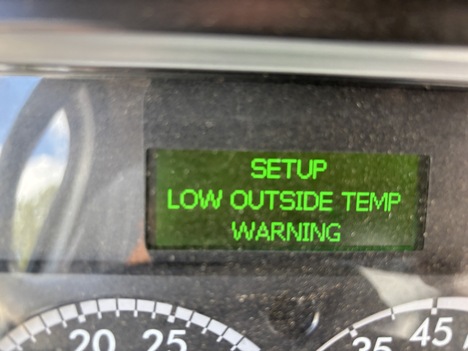 SETUP
LOW OUTSIDE TEMP
WARNING
20 25
35 45